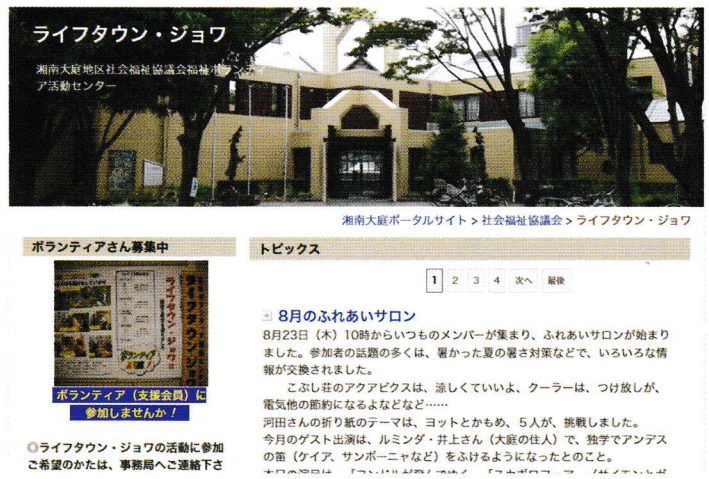 ライフタウン・ジョワ
湘南大庭地区社会福祉協議会福祉ボランティ
ア活動センター
湘南大庭ポータルサイト > 社会福祉協議会 > ライフタウン・ジョワ
ボランティアさん募集中
ライフタウン・ジョワ
ボランティア
ボランティア（支援会員）に
参加しませんか！
◎ライフタウン・ジョワの活動に参加
ご希望のかたは、事務局へご連絡下さ
トピックス
1 2 3 4 次へ 最後
8月のふれあいサロン
8月23日（木）10時からいつものメンバーが集まり、ふれあいサロンが始まり
ました。参加者の話題の多くは、暑かった夏の暑さ対策などで、いろいろな情
報が交換されました。
こぶし荘のアクアビクスは、涼しくていいよ、クーラーは、つけ放しが、
電気他の節約になるよなどなど……
河田さんの折り紙のテーマは、ヨットとかもめ、５人が、挑戦しました。
今月のゲスト出演は、ルミンダ・井上さん（大庭の住人）で、独学でアンデス
の笛（ケイア、サンポーニャなど）をふけるようになったとのこと。